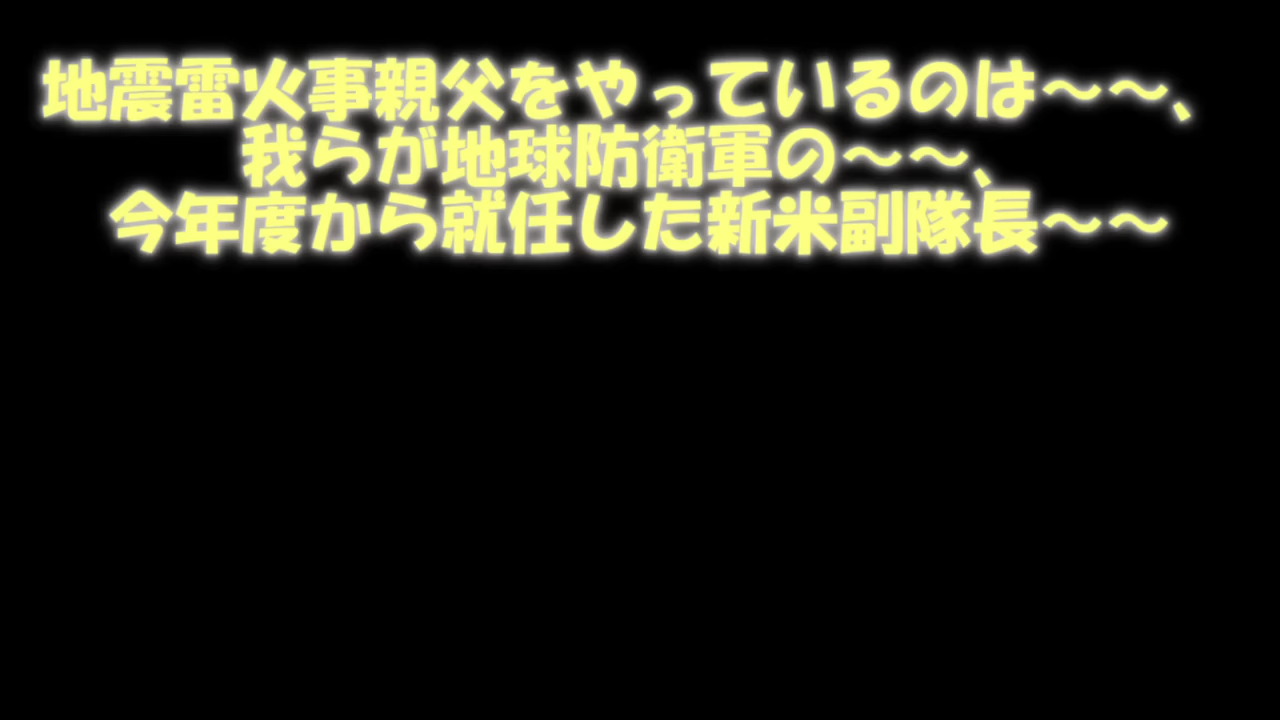 地震雷火事親父をやっているのは～～、
我らが地球防衛軍の～～、
今年度から就任した新米副隊長～～